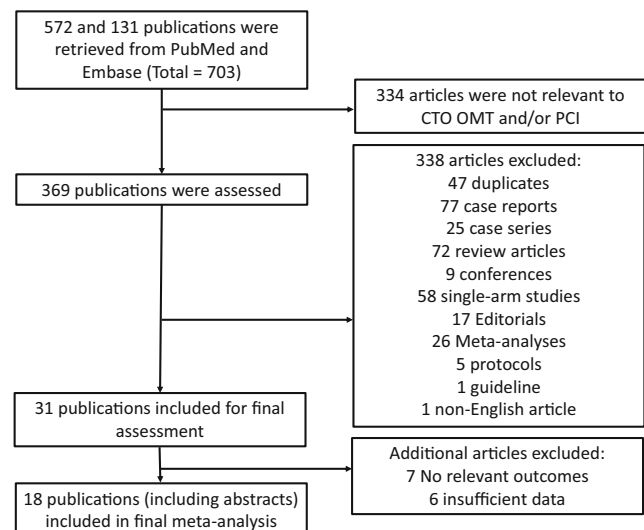 572 and 131 publications were
retrieved from PubMed and
Embase (Total = 703)
334 articles were not relevant to
CTO OMT and/or PCI
369 publications were assessed
338 articles excluded:
47 duplicates
77 case reports
25 case series
72 review articles
9 conferences
58 single-arm studies
17 Editorials
26 Meta-analyses
5 protocols
1 guideline
1 non-English article
31 publications included for final
assessment
Additional articles excluded:
7 No relevant outcomes
6 insufficient data
18 publications (including abstracts)
included in final meta-analysis